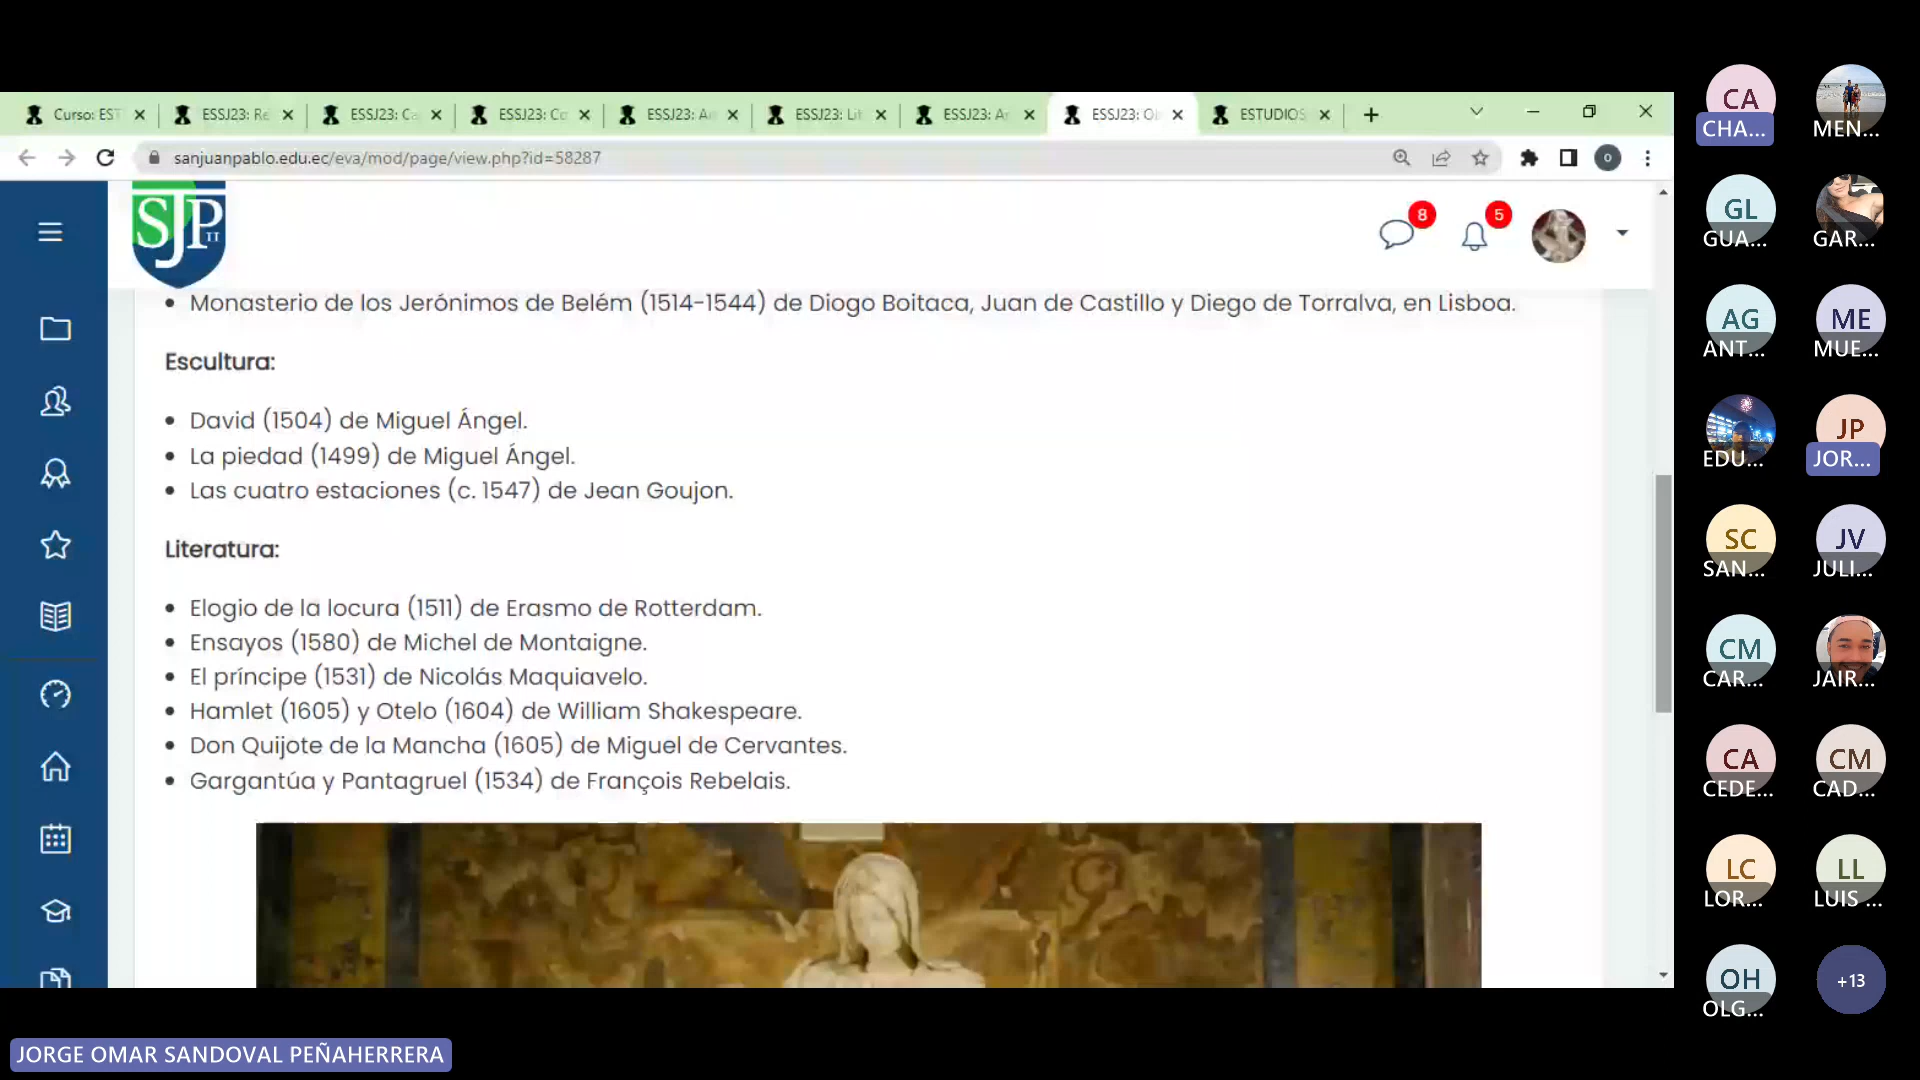 Curso: EST
ESSJ23: Re
ESSJ23: Ca
ESSJ23: Co
ESSJ23: A
ESSJ23: Lit
ESSJ23: A
ESSJ23: O
ESTUDIOS
sanjuanpablo.edu.ec/eva/mod/page/view.php?id=58287
O
SJP
II
8
5
• Monasterio de los Jerónimos de Belém (1514-1544) de Diogo Boitaca, Juan de Castillo y Diego de Torralva, en Lisboa.
Escultura:
• David (1504) de Miguel Ángel.
• La piedad (1499) de Miguel Ángel.
• Las cuatro estaciones (c. 1547) de Jean Goujon.
Literatura:
• Elogio de la locura (1511) de Erasmo de Rotterdam.
• Ensayos (1580) de Michel de Montaigne.
• El príncipe (1531) de Nicolás Maquiavelo.
• Hamlet (1605) y Otelo (1604) de William Shakespeare.
• Don Quijote de la Mancha (1605) de Miguel de Cervantes.
• Gargantúa y Pantagruel (1534) de François Rebelais.
CA
CHA...
MEN...
GL
GUA...
GAR...
AG
ANT...
ME
MUE...
EDU...
JP
JOR...
SC
SAN...
JV
JULI...
CM
CAR...
JAIR...
CA
CEDE...
CM
CAD...
LC
LOR...
LL
LUIS ...
OH
OLG...
+13
JORGE OMAR SANDOVAL PEÑAHERRERA